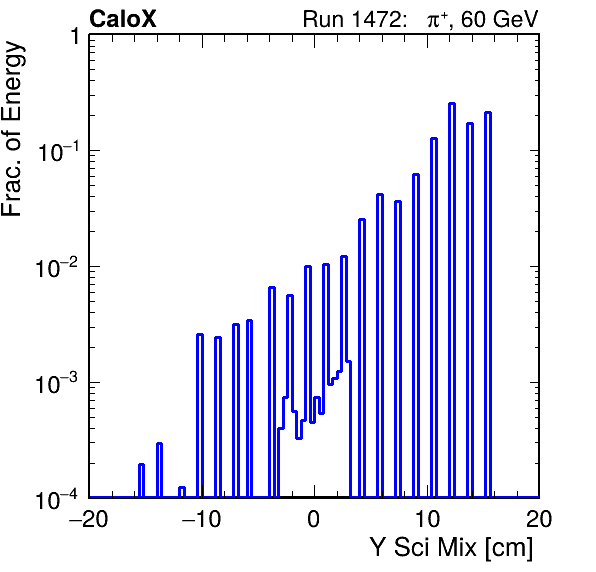 CaloX Run 1472: π⁺, 60 GeV
Frac. of Energy
1
10⁻¹
10⁻²
10⁻³
10⁻⁴
−20 −10 0 10 20
Y Sci Mix [cm]